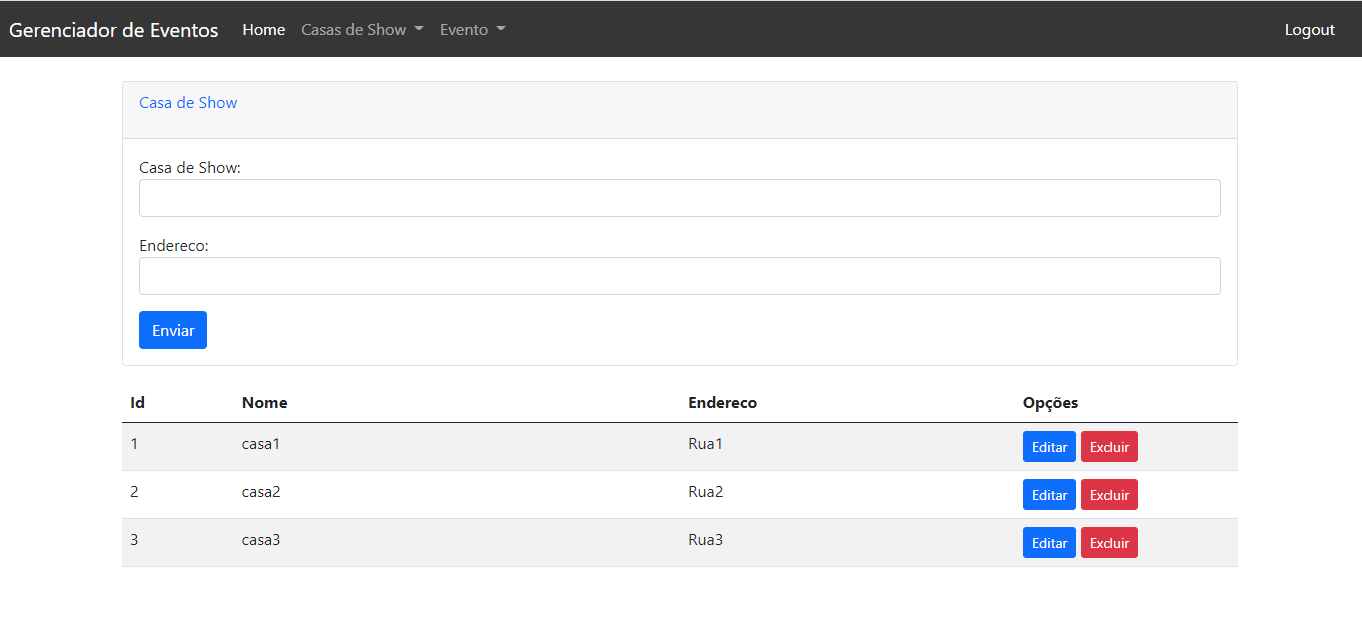 Gerenciador de Eventos Home Casas de Show Evento Logout
Casa de Show
Casa de Show:
Endereco:
Enviar
Id Nome Endereco Opções
1 casa1 Rua1 Editar Excluir
2 casa2 Rua2 Editar Excluir
3 casa3 Rua3 Editar Excluir